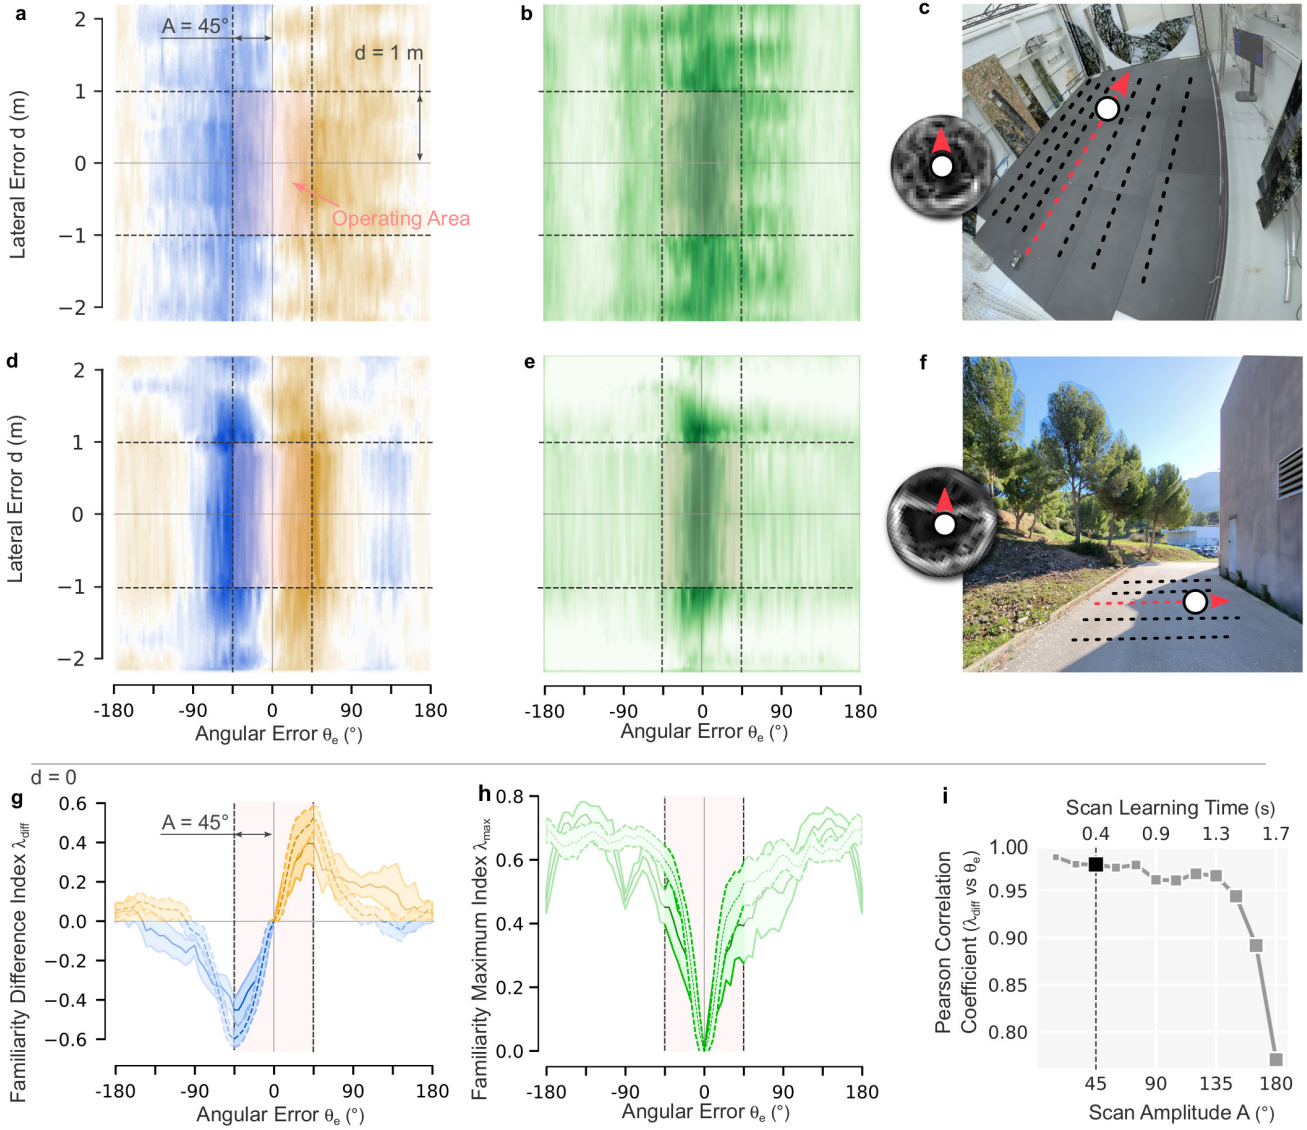 a
A = 45°
d = 1 m
Operating Area
Lateral Error d (m)
2
1
0
−1
−2
b
c
d
Lateral Error d (m)
2
1
0
−1
−2
-180 -90 0 90 180
Angular Error θe (°)
e
-180 -90 0 90 180
Angular Error θe (°)
f
d = 0
g
A = 45°
Familiarity Difference Index λdiff
0.6
0.4
0.2
0.0
−0.2
−0.4
−0.6
-180 -90 0 90 180
Angular Error θe (°)
h
Familiarity Maximum Index λmax
0.8
0.6
0.4
0.2
0.0
-180 -90 0 90 180
Angular Error θe (°)
i
Scan Learning Time (s)
0.4 0.9 1.3 1.7
Pearson Correlation
Coefficient (λdiff vs θe)
1.00
0.95
0.90
0.85
0.80
45 90 135 180
Scan Amplitude A (°)